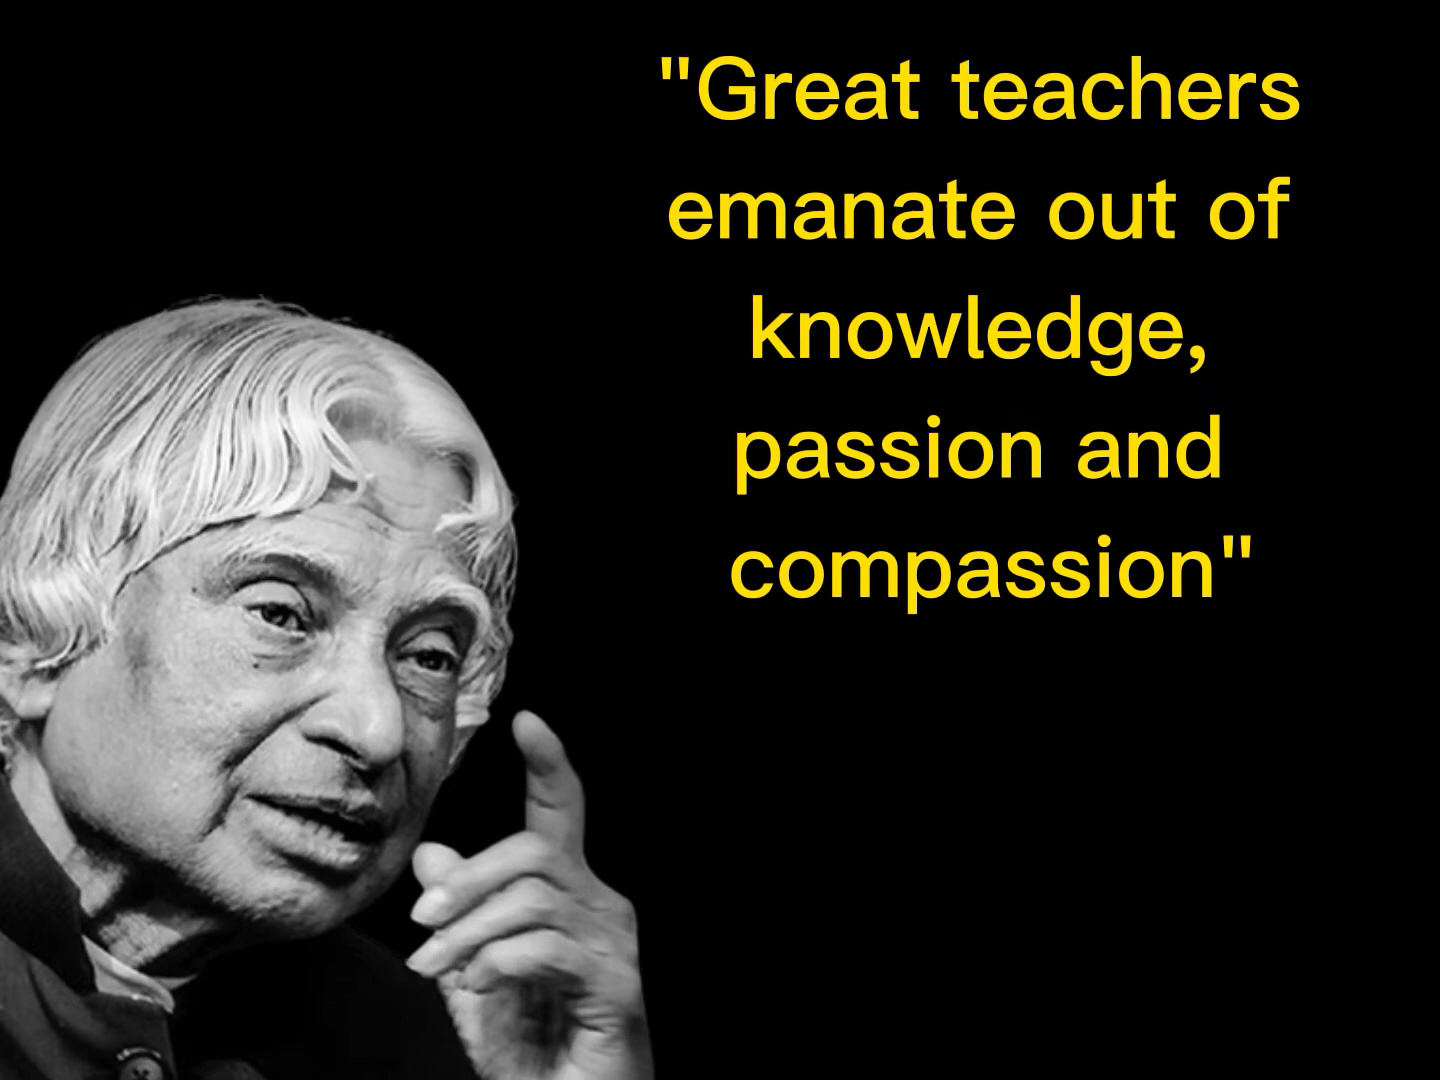 "Great teachers
emanate out of
knowledge,
passion and
compassion"